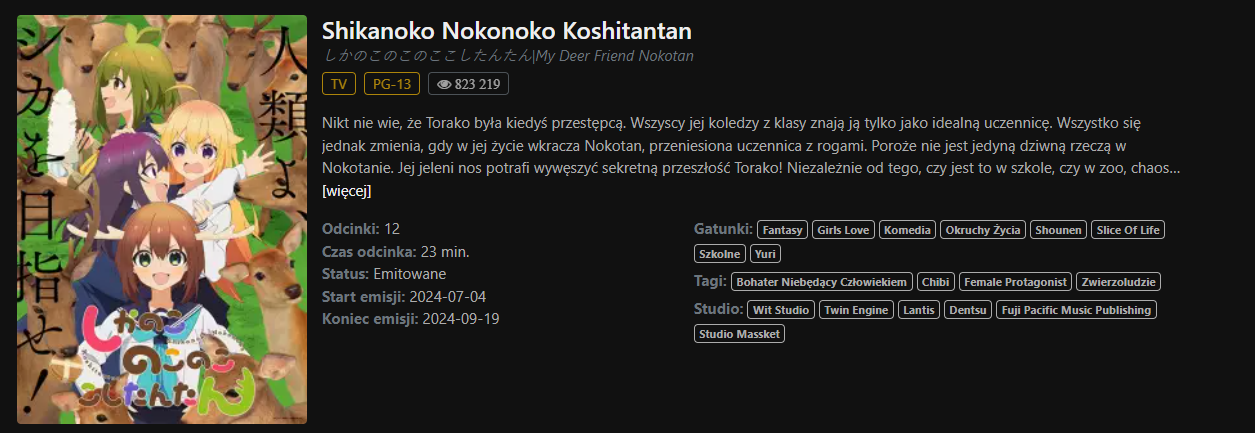 人類よ、
シカを目指せ!
しかのこ
のこのこ
こしたんたん
Shikanoko Nokonoko Koshitantan
しかのこのこのここしたんたん|My Deer Friend Nokotan
TV PG-13 823 219
Nikt nie wie, że Torako była kiedyś przestępcą. Wszyscy jej koledzy z klasy znają ją tylko jako idealną uczennicę. Wszystko się
jednak zmienia, gdy w jej życie wkracza Nokotan, przeniesiona uczennica z rogami. Poroże nie jest jedyną dziwną rzeczą w
Nokotanie. Jej jeleni nos potrafi wywęszyć sekretną przeszłość Torako! Niezależnie od tego, czy jest to w szkole, czy w zoo, chaos...
[więcej]
Odcinki: 12
Czas odcinka: 23 min.
Status: Emitowane
Start emisji: 2024-07-04
Koniec emisji: 2024-09-19
Gatunki: Fantasy Girls Love Komedia Okruchy Życia Shounen Slice Of Life
Szkolne Yuri
Tagi: Bohater Niebędący Człowiekiem Chibi Female Protagonist Zwierzoludzie
Studio: Wit Studio Twin Engine Lantis Dentsu Fuji Pacific Music Publishing
Studio Massket